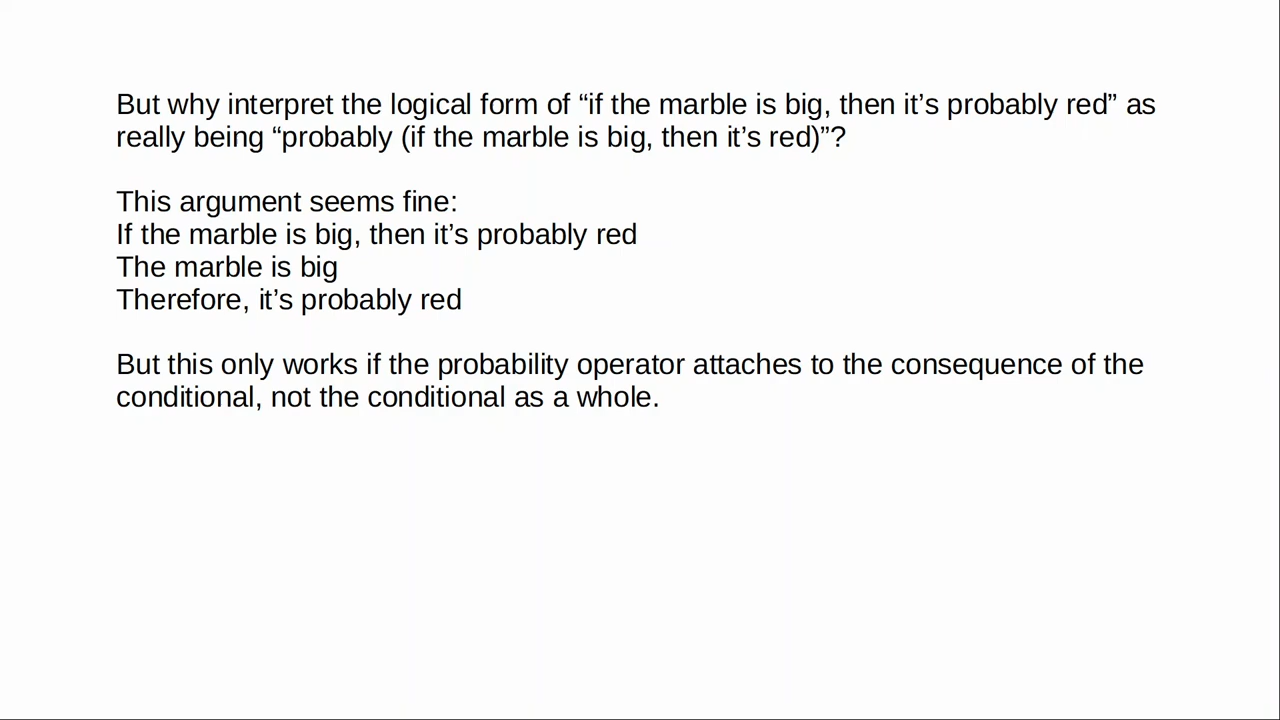 But why interpret the logical form of “if the marble is big, then it’s probably red” as
really being “probably (if the marble is big, then it’s red)”?
This argument seems fine:
If the marble is big, then it’s probably red
The marble is big
Therefore, it’s probably red
But this only works if the probability operator attaches to the consequence of the
conditional, not the conditional as a whole.